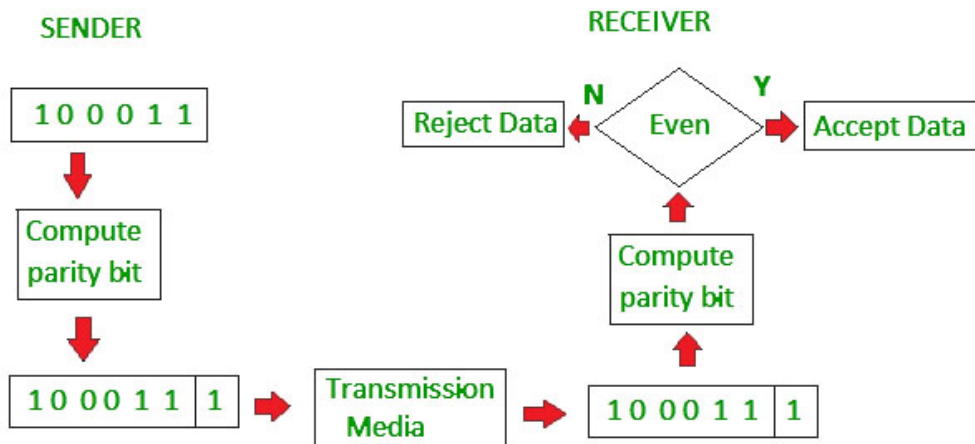 SENDER
1 0 0 0 1 1
Compute
parity bit
1 0 0 0 1 1 1
Transmission
Media
RECEIVER
1 0 0 0 1 1 1
Compute
parity bit
Even
N
Reject Data
Y
Accept Data